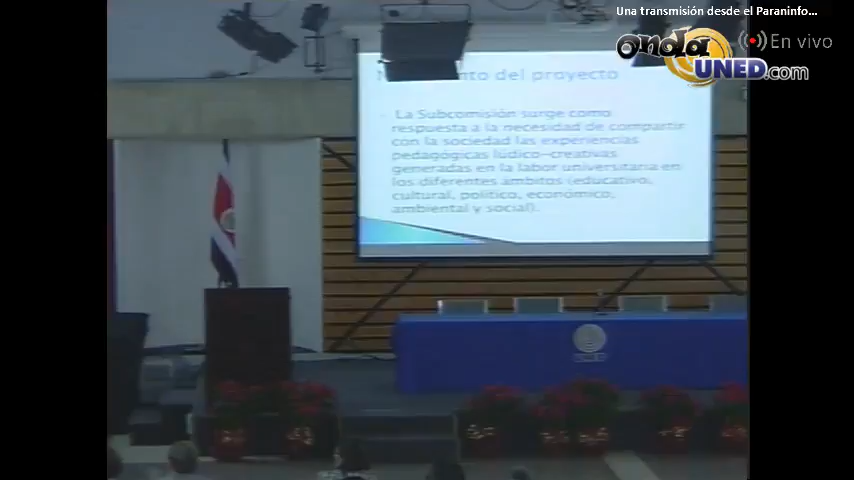 Una transmisión desde el Paraninfo...
onda
UNED.com
En vivo
to del proyecto
La Subcomisión surge como
respuesta a la necesidad de compartir
con la sociedad las experiencias
pedagógicas lúdico-creativas
generadas en la labor universitaria en
los diferentes ámbitos (educativo,
cultural, político, económico,
ambiental y social).
UNED